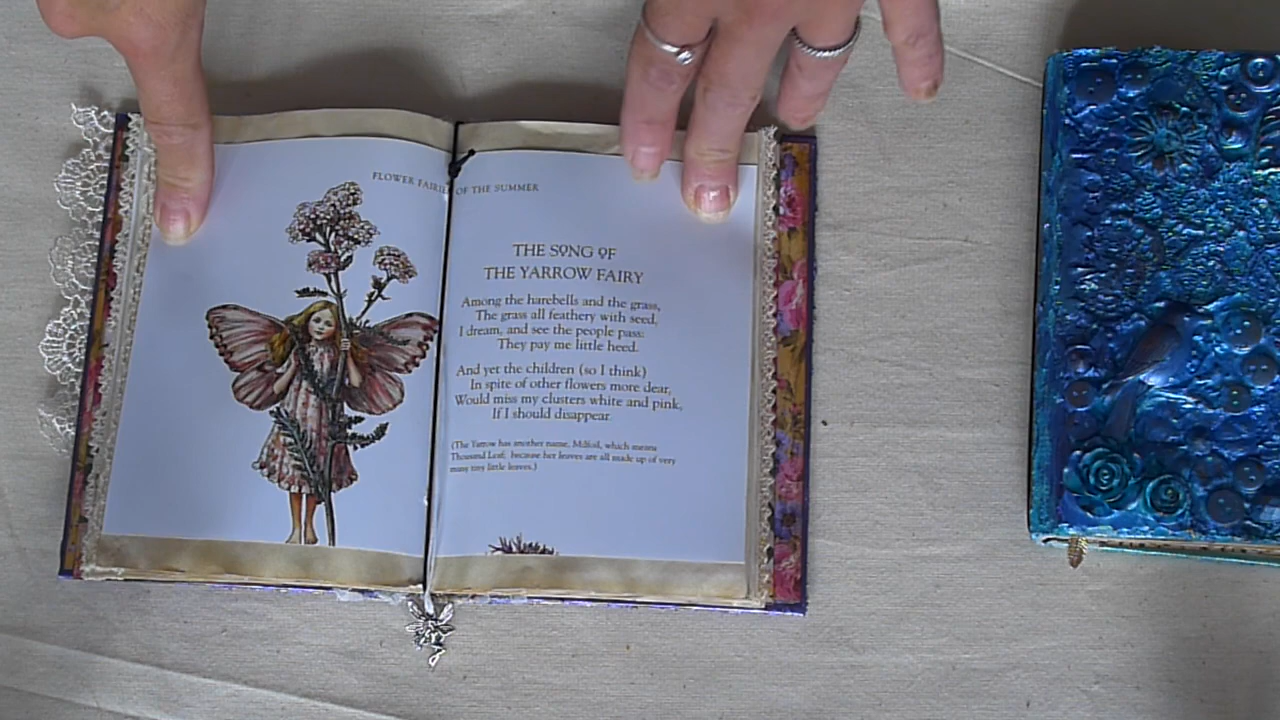 FLOWER FAIRIE OF THE SUMMER
THE SONG OF
THE YARROW FAIRY
Among the harebells and the grass,
The grass all feathery with seed,
I dream, and see the people pass:
They pay me little heed.
And yet the children (so I think)
In spite of other flowers more dear,
Would miss my clusters white and pink,
If I should disappear.
(The Yarrow has another name, Milfoil, which means
Thousand Leaf; because her leaves are all made up of very
many tiny little leaves.)